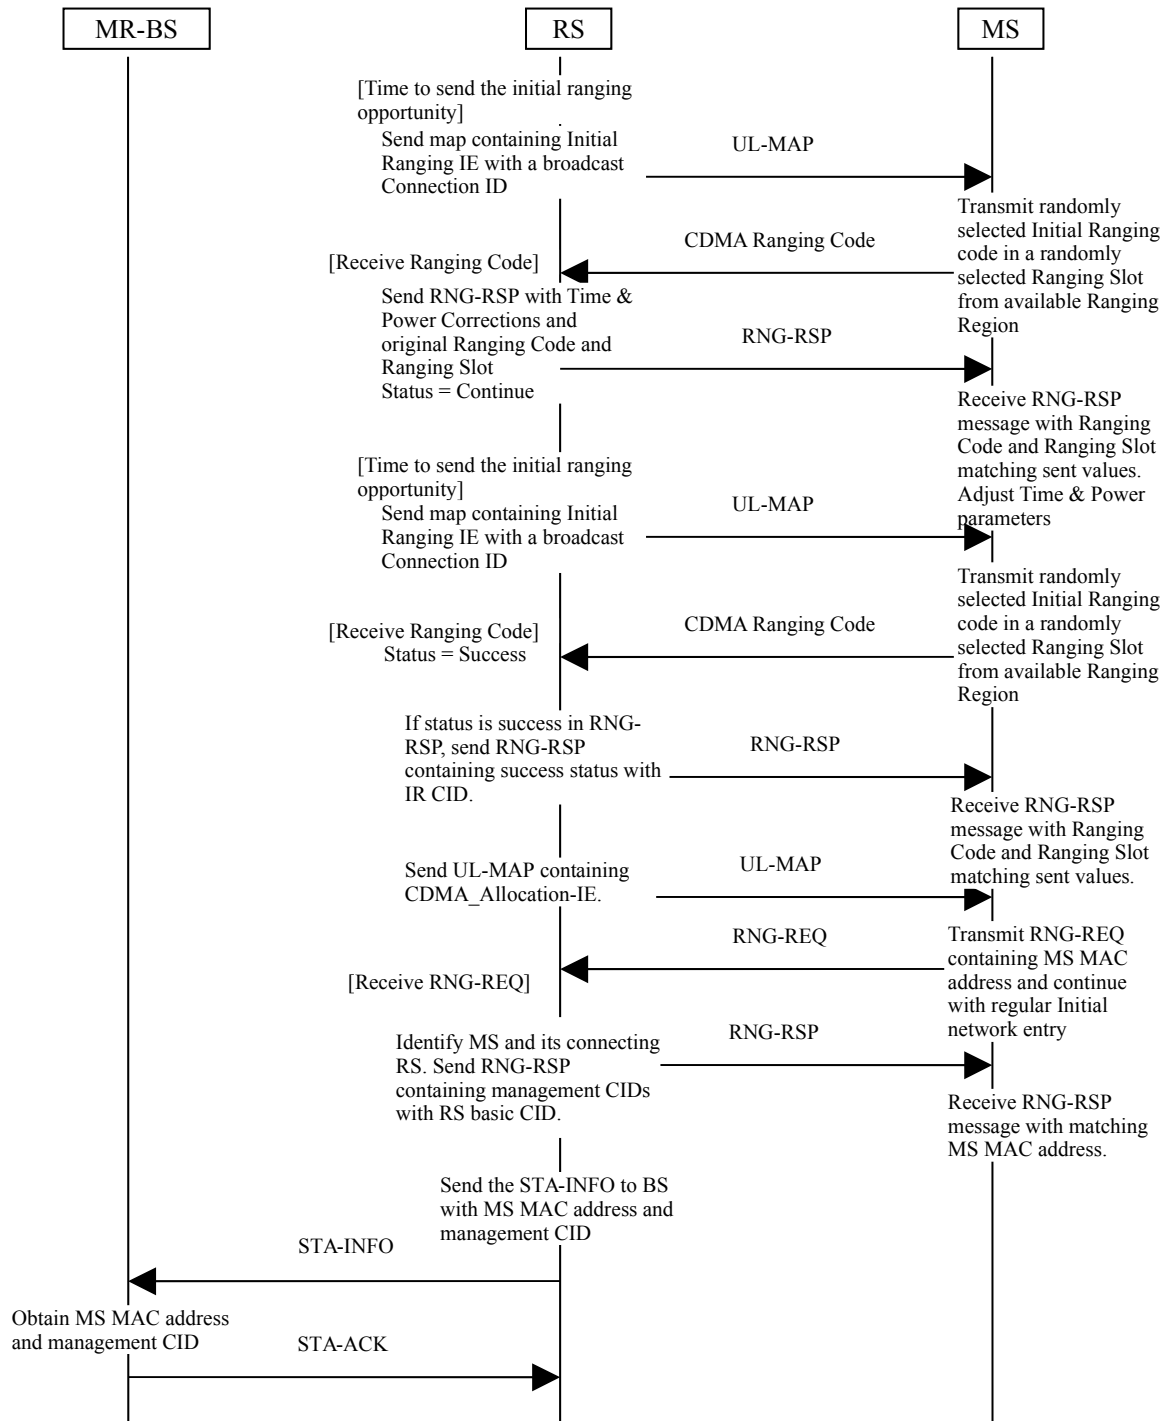 MR-BS
RS
MS
[Time to send the initial ranging
opportunity]
Send map containing Initial
Ranging IE with a broadcast
Connection ID
UL-MAP
Transmit randomly
selected Initial Ranging
code in a randomly
selected Ranging Slot
from available Ranging
Region
CDMA Ranging Code
[Receive Ranging Code]
Send RNG-RSP with Time &
Power Corrections and
original Ranging Code and
Ranging Slot
Status = Continue
RNG-RSP
Receive RNG-RSP
message with Ranging
Code and Ranging Slot
matching sent values.
Adjust Time & Power
parameters
[Time to send the initial ranging
opportunity]
Send map containing Initial
Ranging IE with a broadcast
Connection ID
UL-MAP
Transmit randomly
selected Initial Ranging
code in a randomly
selected Ranging Slot
from available Ranging
Region
CDMA Ranging Code
[Receive Ranging Code]
Status = Success
If status is success in RNG-
RSP, send RNG-RSP
containing success status with
IR CID.
RNG-RSP
Receive RNG-RSP
message with Ranging
Code and Ranging Slot
matching sent values.
Send UL-MAP containing
CDMA_Allocation-IE.
UL-MAP
RNG-REQ
Transmit RNG-REQ
containing MS MAC
address and continue
with regular Initial
network entry
[Receive RNG-REQ]
Identify MS and its connecting
RS. Send RNG-RSP
containing management CIDs
with RS basic CID.
RNG-RSP
Receive RNG-RSP
message with matching
MS MAC address.
Send the STA-INFO to BS
with MS MAC address and
management CID
STA-INFO
Obtain MS MAC address
and management CID
STA-ACK